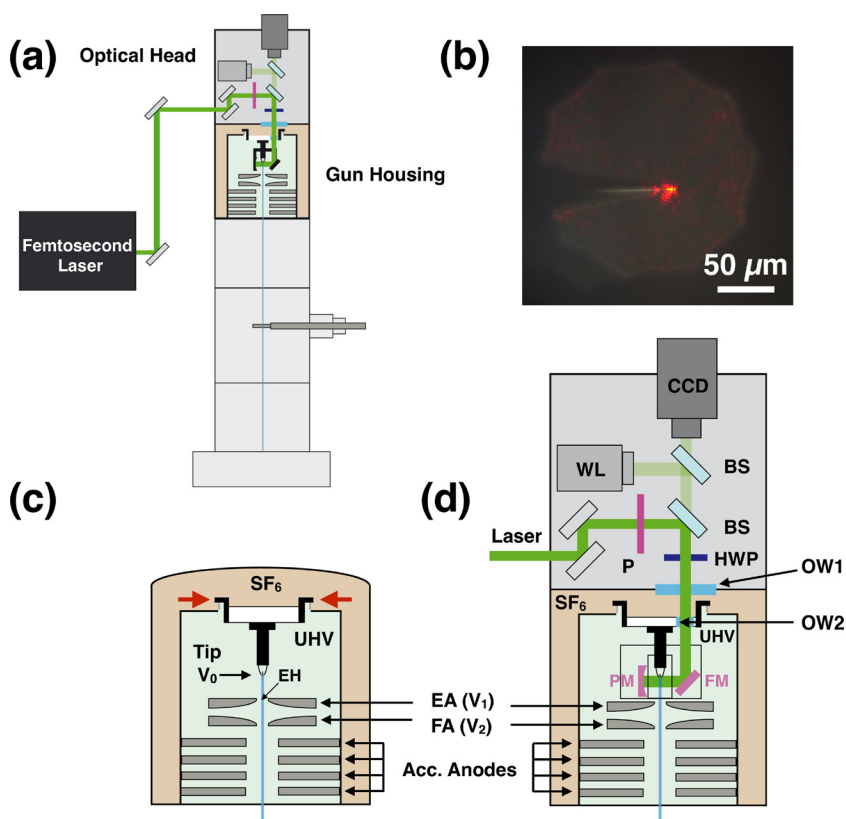 (a)
Optical Head
Gun Housing
Femtosecond
Laser
(b)
50 µm
(c)
SF6
UHV
Tip
V0
EH
EA (V1)
FA (V2)
Acc. Anodes
(d)
CCD
WL
BS
BS
Laser
P
HWP
OW1
SF6
OW2
UHV
PM
FM